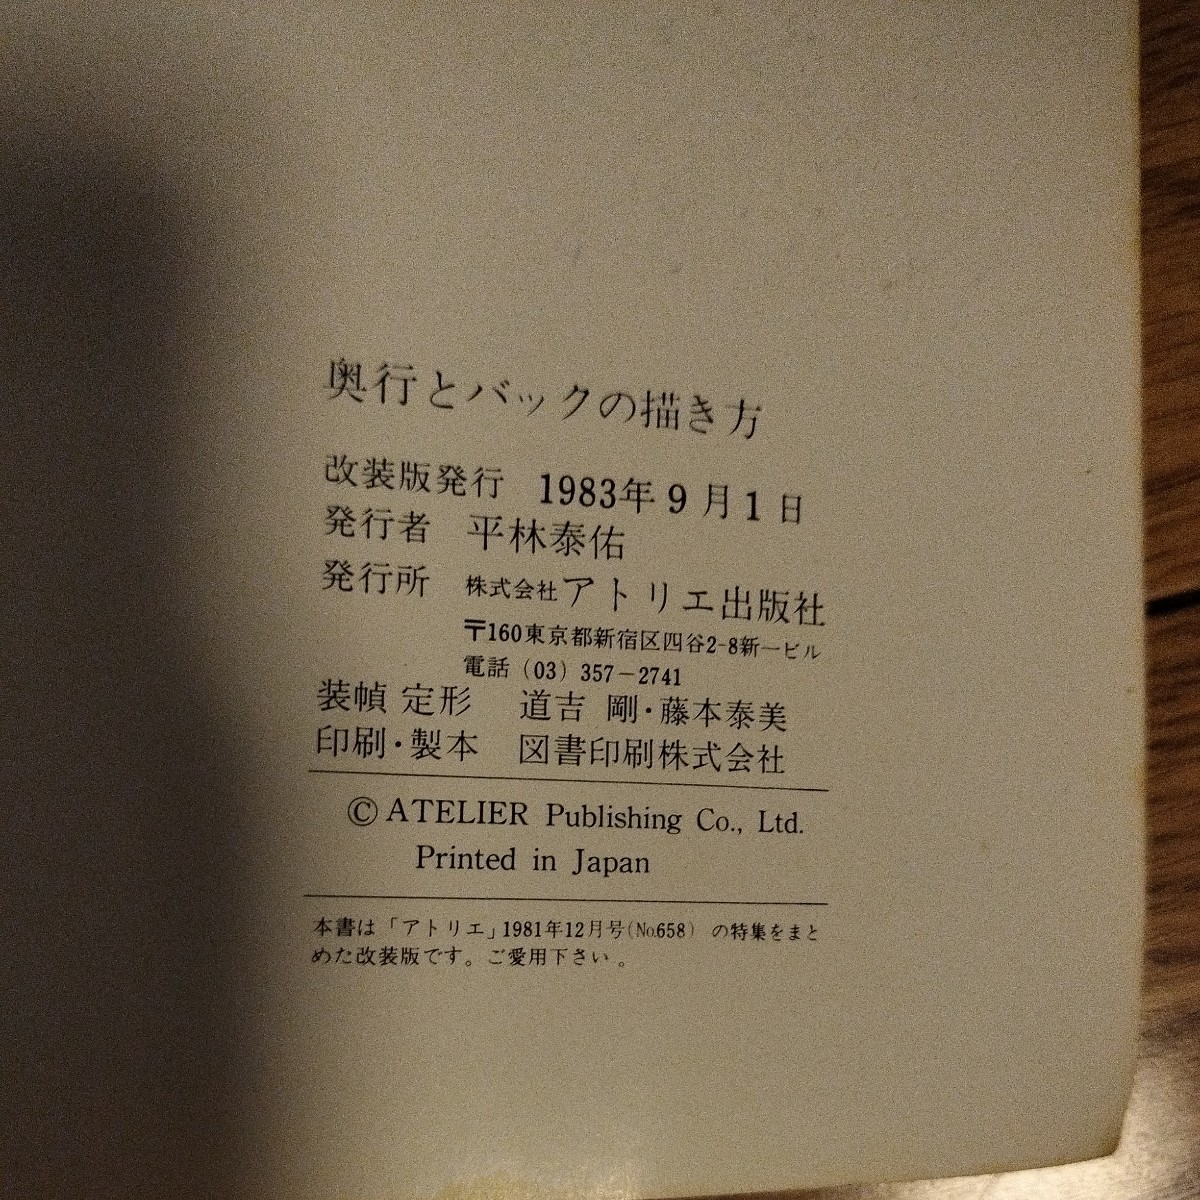 奥行とバックの描き方
改装版発行 1983年9月1日
発行者 平林泰佑
発行所 株式会社アトリエ出版社
〒160東京都新宿区四谷2-8新一ビル
電話 (03) 357-2741
装幀 定形 道吉 剛・藤本泰美
印刷・製本 図書印刷株式会社
© ATELIER Publishing Co., Ltd.
Printed in Japan
本書は「アトリエ」1981年12月号(No.658) の特集をまと
めた改装版です。ご愛用下さい。